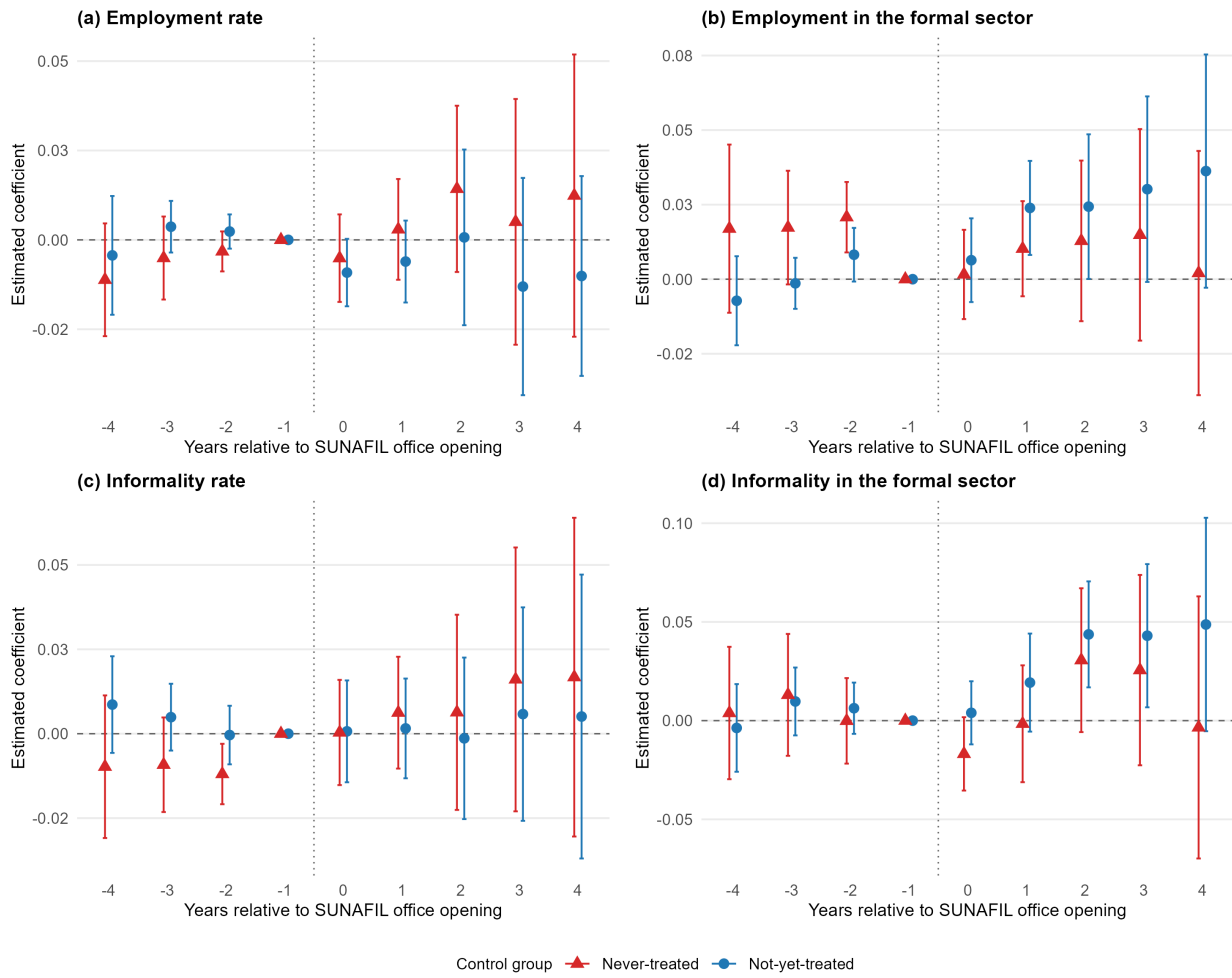 (a) Employment rate
Estimated coefficient
0.05
0.03
0.00
-0.02
-4 -3 -2 -1 0 1 2 3 4
Years relative to SUNAFIL office opening
(b) Employment in the formal sector
Estimated coefficient
0.08
0.05
0.03
0.00
-0.02
-4 -3 -2 -1 0 1 2 3 4
Years relative to SUNAFIL office opening
(c) Informality rate
Estimated coefficient
0.05
0.03
0.00
-0.02
-4 -3 -2 -1 0 1 2 3 4
Years relative to SUNAFIL office opening
(d) Informality in the formal sector
Estimated coefficient
0.10
0.05
0.00
-0.05
-4 -3 -2 -1 0 1 2 3 4
Years relative to SUNAFIL office opening
Control group Never-treated Not-yet-treated